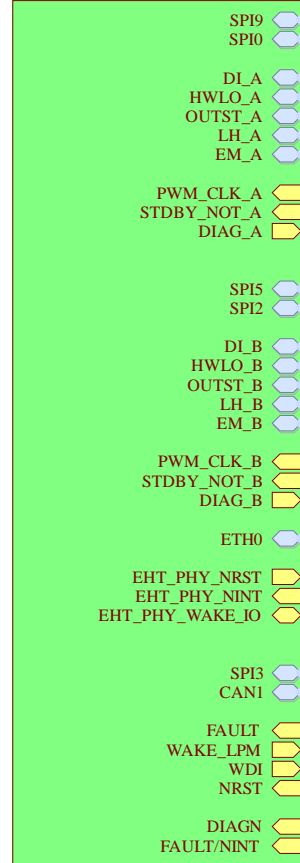 SPI9
SPI0
DI_A
HWLO_A
OUTST_A
LH_A
EM_A
PWM_CLK_A
STDBY_NOT_A
DIAG_A
SPI5
SPI2
DI_B
HWLO_B
OUTST_B
LH_B
EM_B
PWM_CLK_B
STDBY_NOT_B
DIAG_B
ETH0
EHT_PHY_NRST
EHT_PHY_NINT
EHT_PHY_WAKE_IO
SPI3
CAN1
FAULT
WAKE_LPM
WDI
NRST
DIAGN
FAULT/NINT